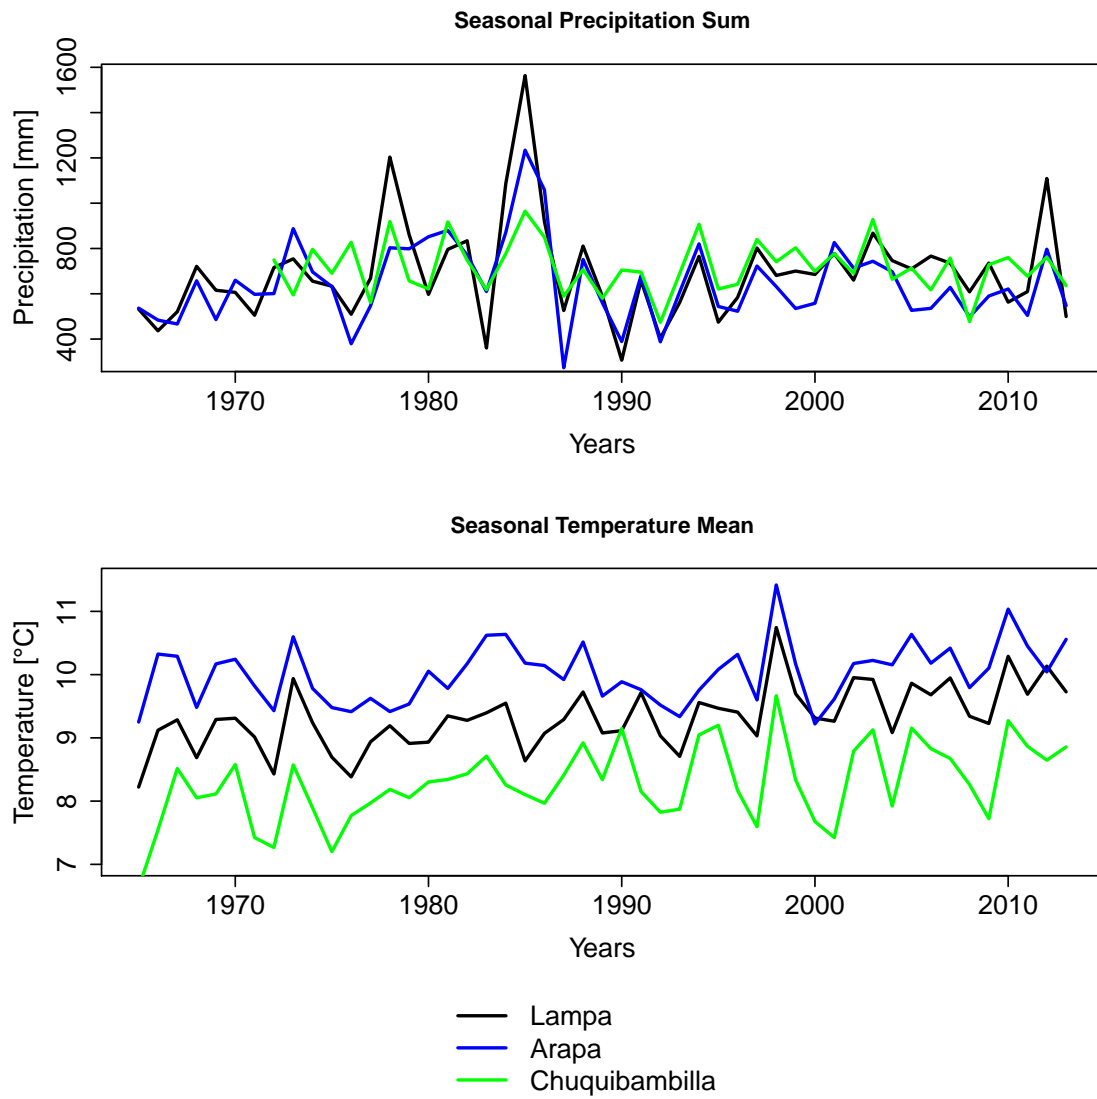 Seasonal Precipitation Sum
Precipitation [mm]
1600
1200
800
400
1970 1980 1990 2000 2010
Years
Seasonal Temperature Mean
Temperature [°C]
11
10
9
8
7
1970 1980 1990 2000 2010
Years
Lampa
Arapa
Chuquibambilla